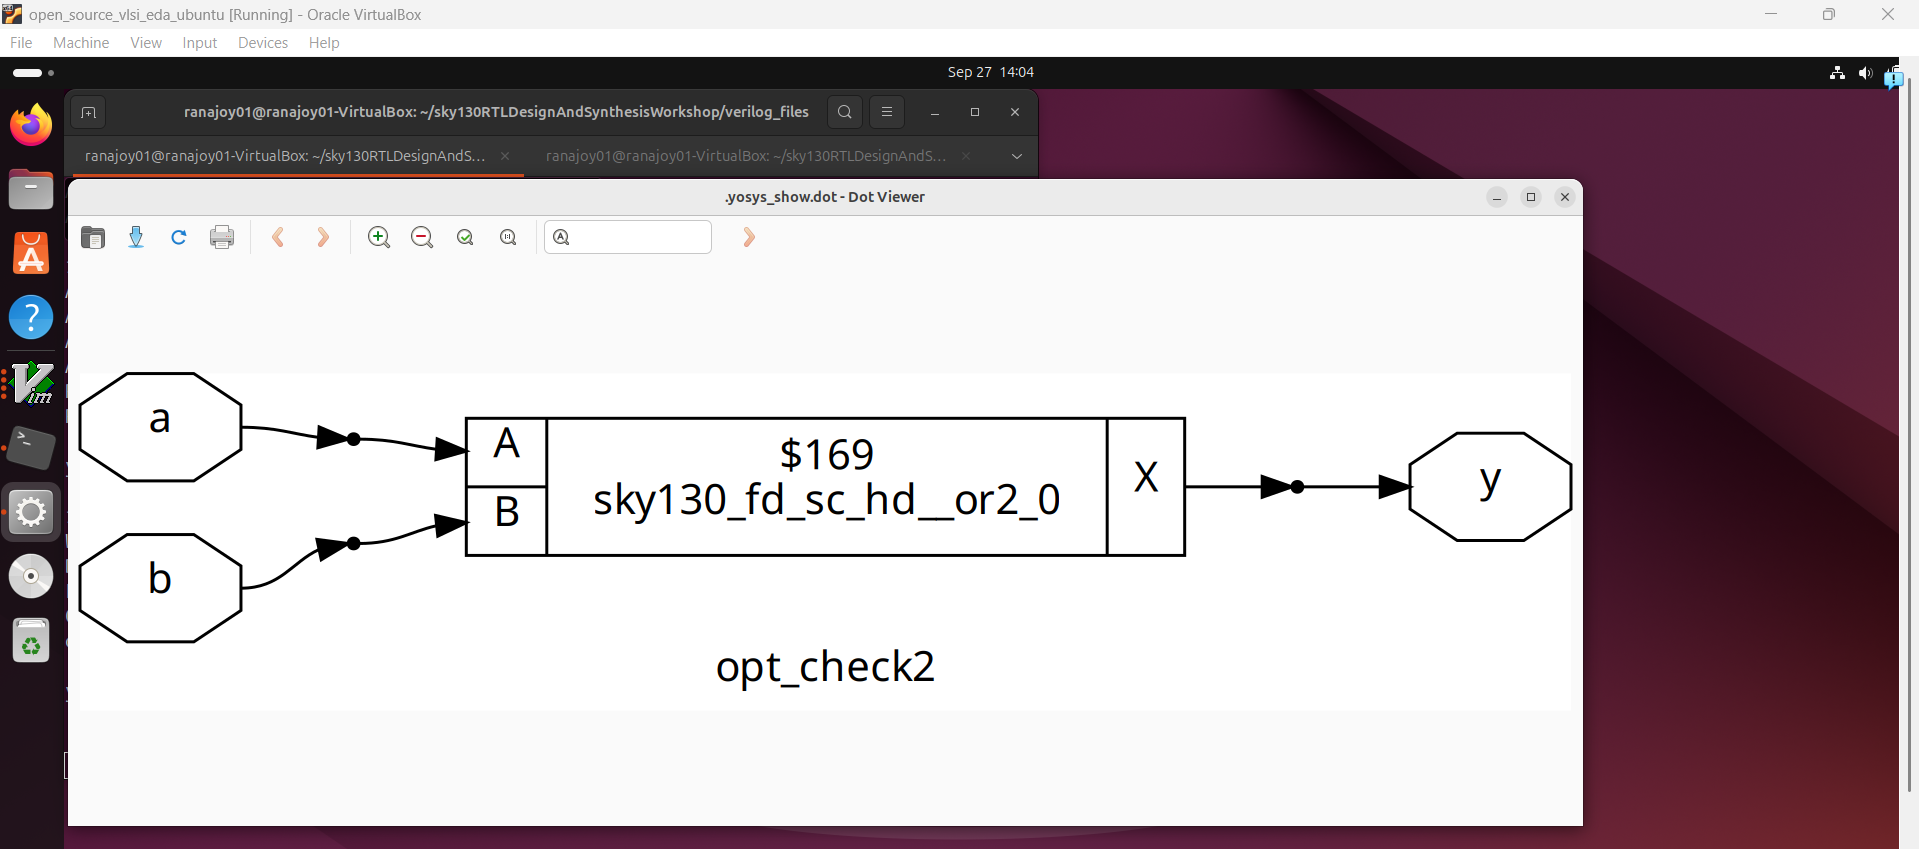 open_source_vlsi_eda_ubuntu [Running] - Oracle VirtualBox
File Machine View Input Devices Help
Sep 27 14:04
ranajoy01@ranajoy01-VirtualBox: ~/sky130RTLDesignAndSynthesisWorkshop/verilog_files
ranajoy01@ranajoy01-VirtualBox: ~/sky130RTLDesignAndS...
ranajoy01@ranajoy01-VirtualBox: ~/sky130RTLDesignAndS...
.yosys_show.dot - Dot Viewer
a
b
A
B
$169
sky130_fd_sc_hd__or2_0
X
y
opt_check2